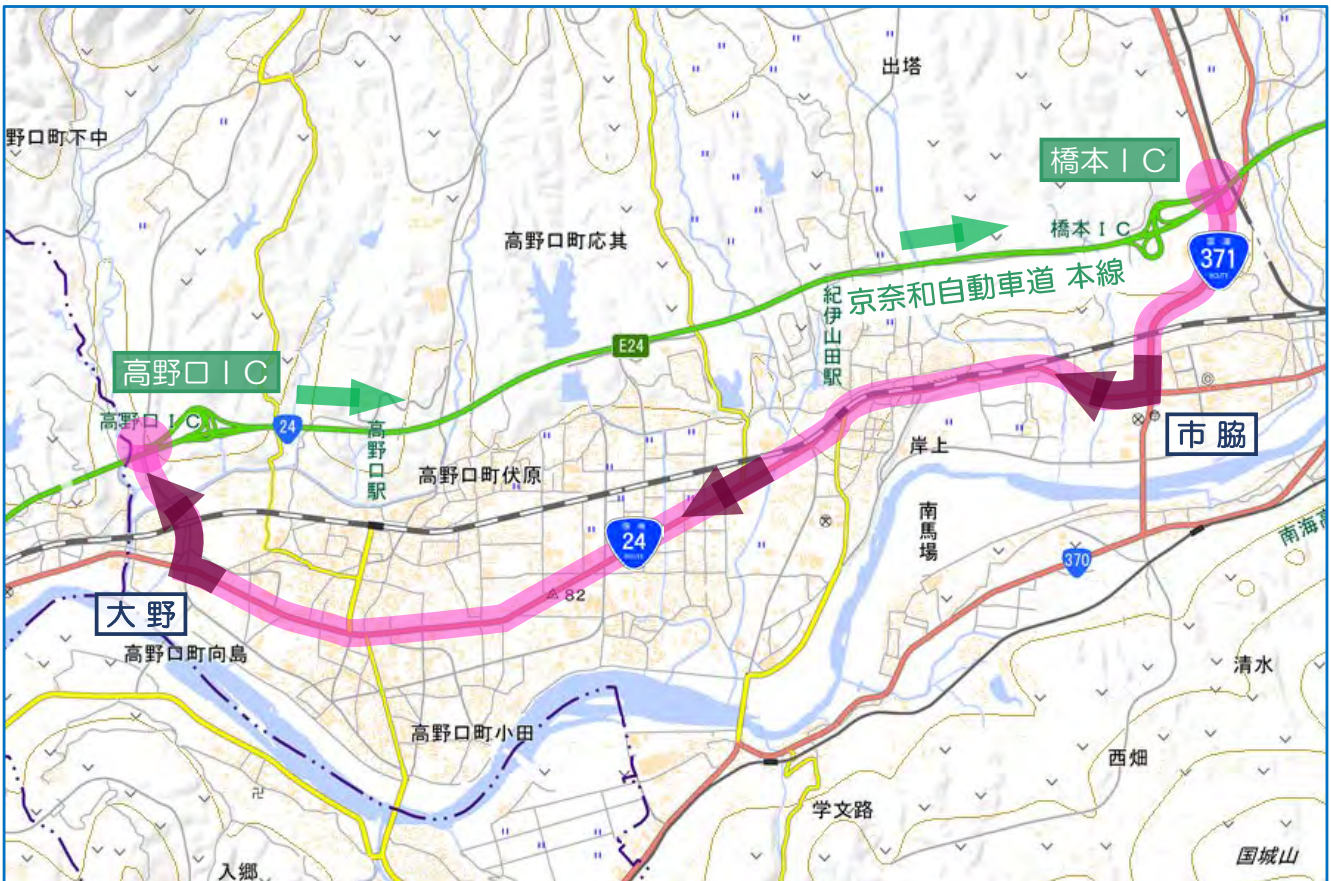 出塔
野口町下中
橋本IC
橋本IC
高野口町応其
371
ROUTE
京奈和自動車道 本線
紀伊山田駅
E24
高野口IC
高野口IC
24
高野口駅
高野口町伏原
市脇
岸上
南馬場
24
ROUTE
370
南海高
82
大野
高野口町向島
清水
高野口町小田
西畑
学文路
国城山
入郷